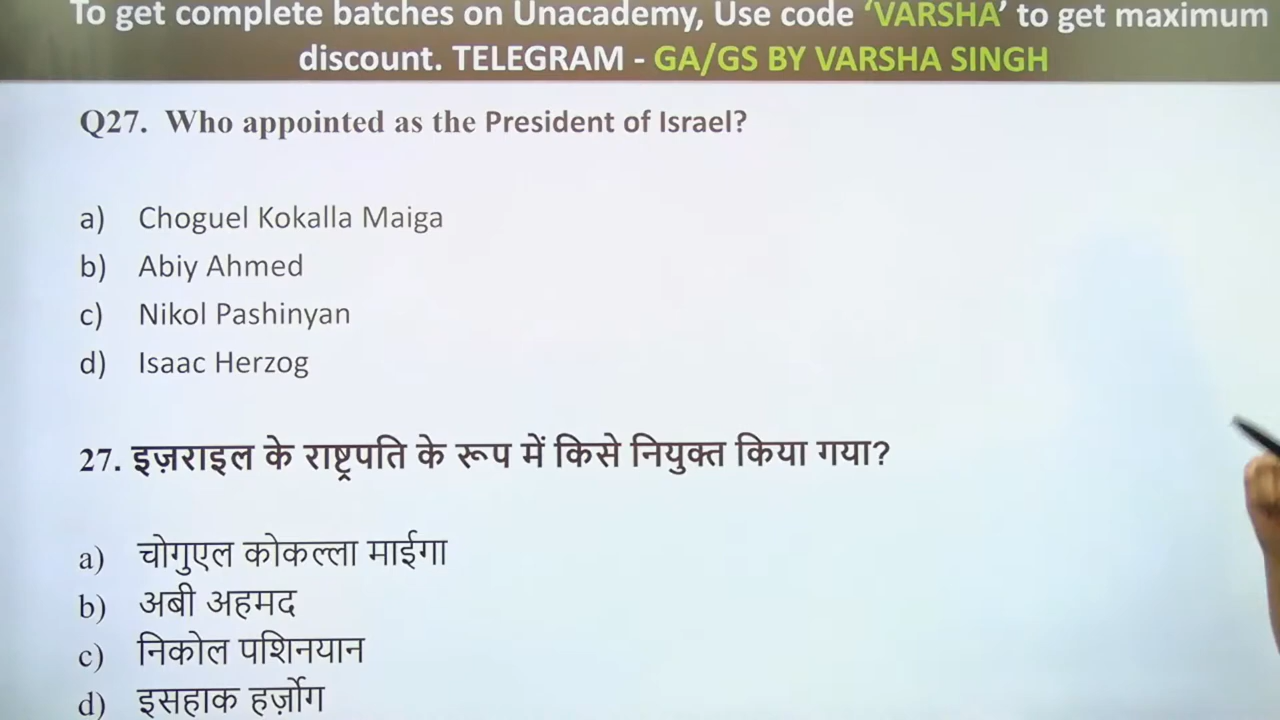 To get complete batches on Unacademy, Use code ‘VARSHA’ to get maximum
discount. TELEGRAM - GA/GS BY VARSHA SINGH
Q27. Who appointed as the President of Israel?
a) Choguel Kokalla Maiga
b) Abiy Ahmed
c) Nikol Pashinyan
d) Isaac Herzog
27. इज़राइल के राष्ट्रपति के रूप में किसे नियुक्त किया गया?
a) चोगुएल कोकल्ला माईगा
b) अबी अहमद
c) निकोल पशिनयान
d) इसहाक हर्ज़ोग